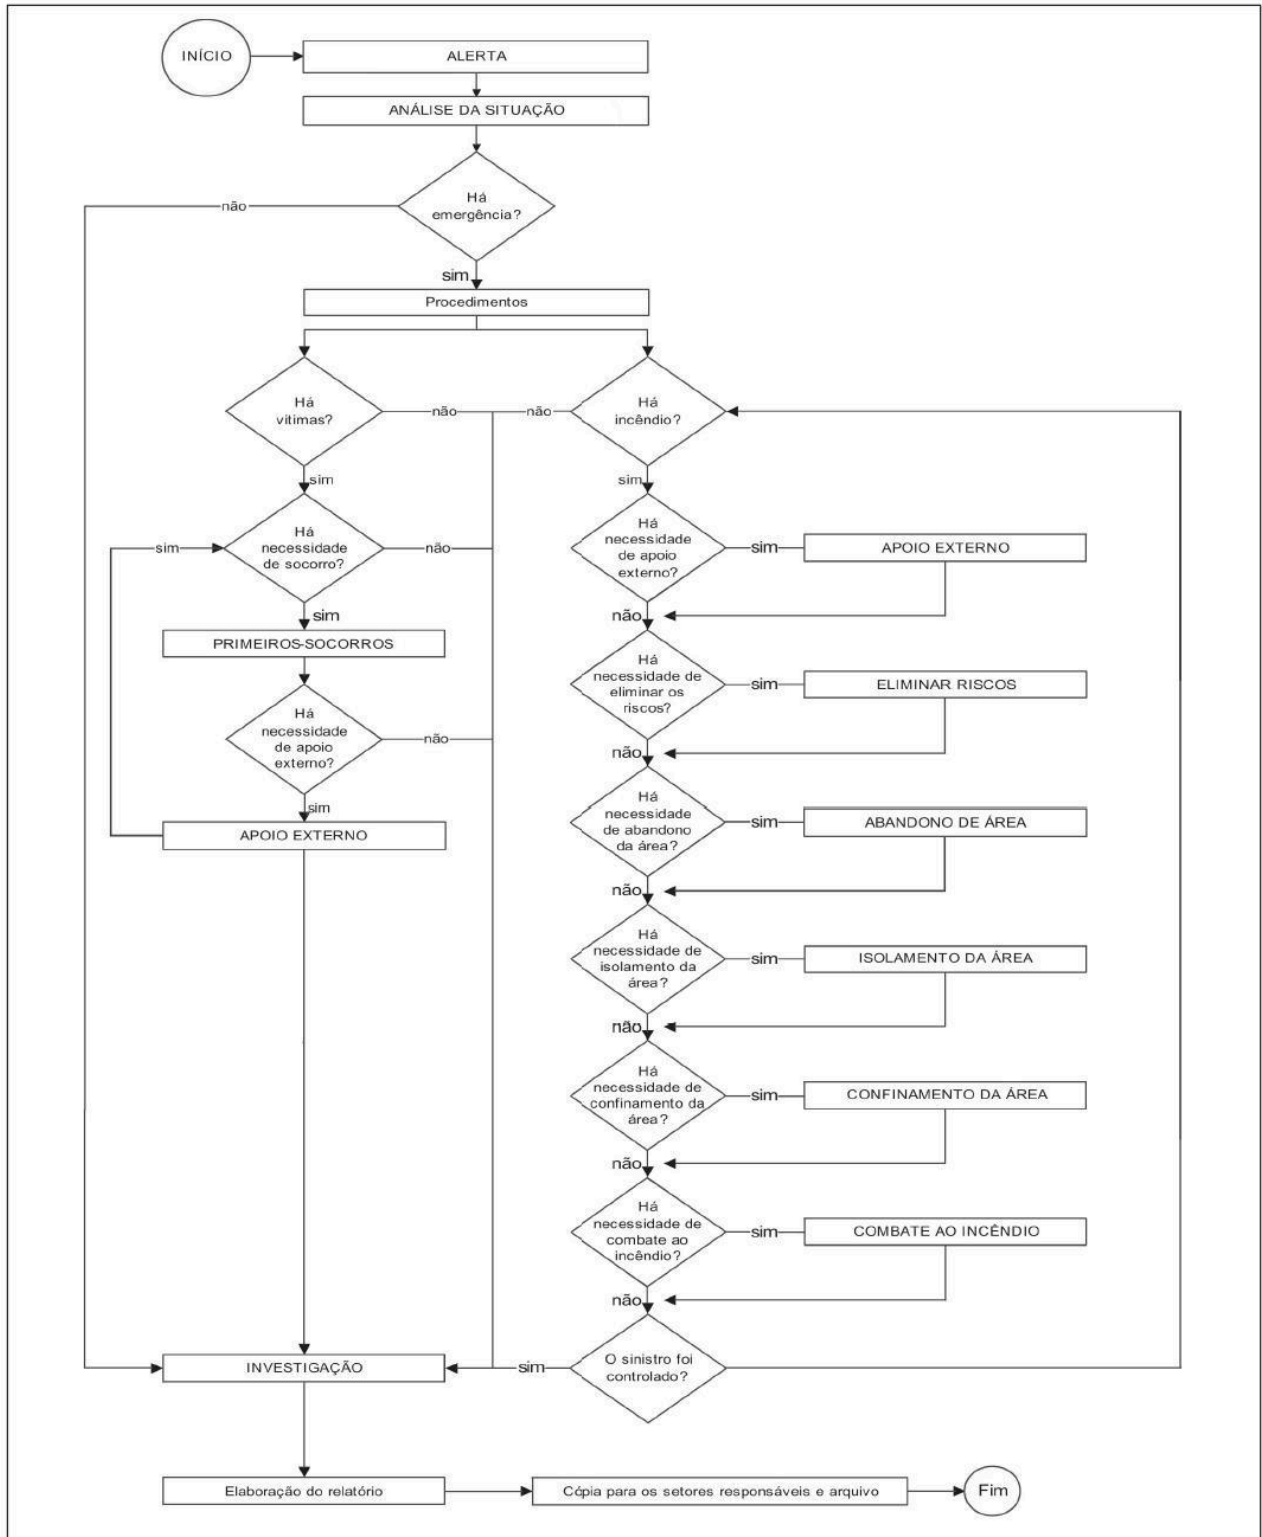 INÍCIO
ALERTA
ANÁLISE DA SITUAÇÃO
Há
emergência?
não
sim
Procedimentos
Há
vítimas?
não
não
Há
incêndio?
sim
sim
Há
necessidade
de socorro?
sim
não
Há
necessidade
de apoio
externo?
sim
APOIO EXTERNO
sim
não
PRIMEIROS-SOCORROS
Há
necessidade de
eliminar os
riscos?
sim
ELIMINAR RISCOS
Há
necessidade
de apoio
externo?
não
não
sim
Há
necessidade
de abandono
da área?
sim
ABANDONO DE ÁREA
APOIO EXTERNO
não
Há
necessidade de
isolamento da
área?
sim
ISOLAMENTO DA ÁREA
não
Há
necessidade de
confinamento da
área?
sim
CONFINAMENTO DA ÁREA
não
Há
necessidade de
combate ao
incêndio?
sim
COMBATE AO INCÊNDIO
não
INVESTIGAÇÃO
sim
O sinistro foi
controlado?
Elaboração do relatório
Cópia para os setores responsáveis e arquivo
Fim